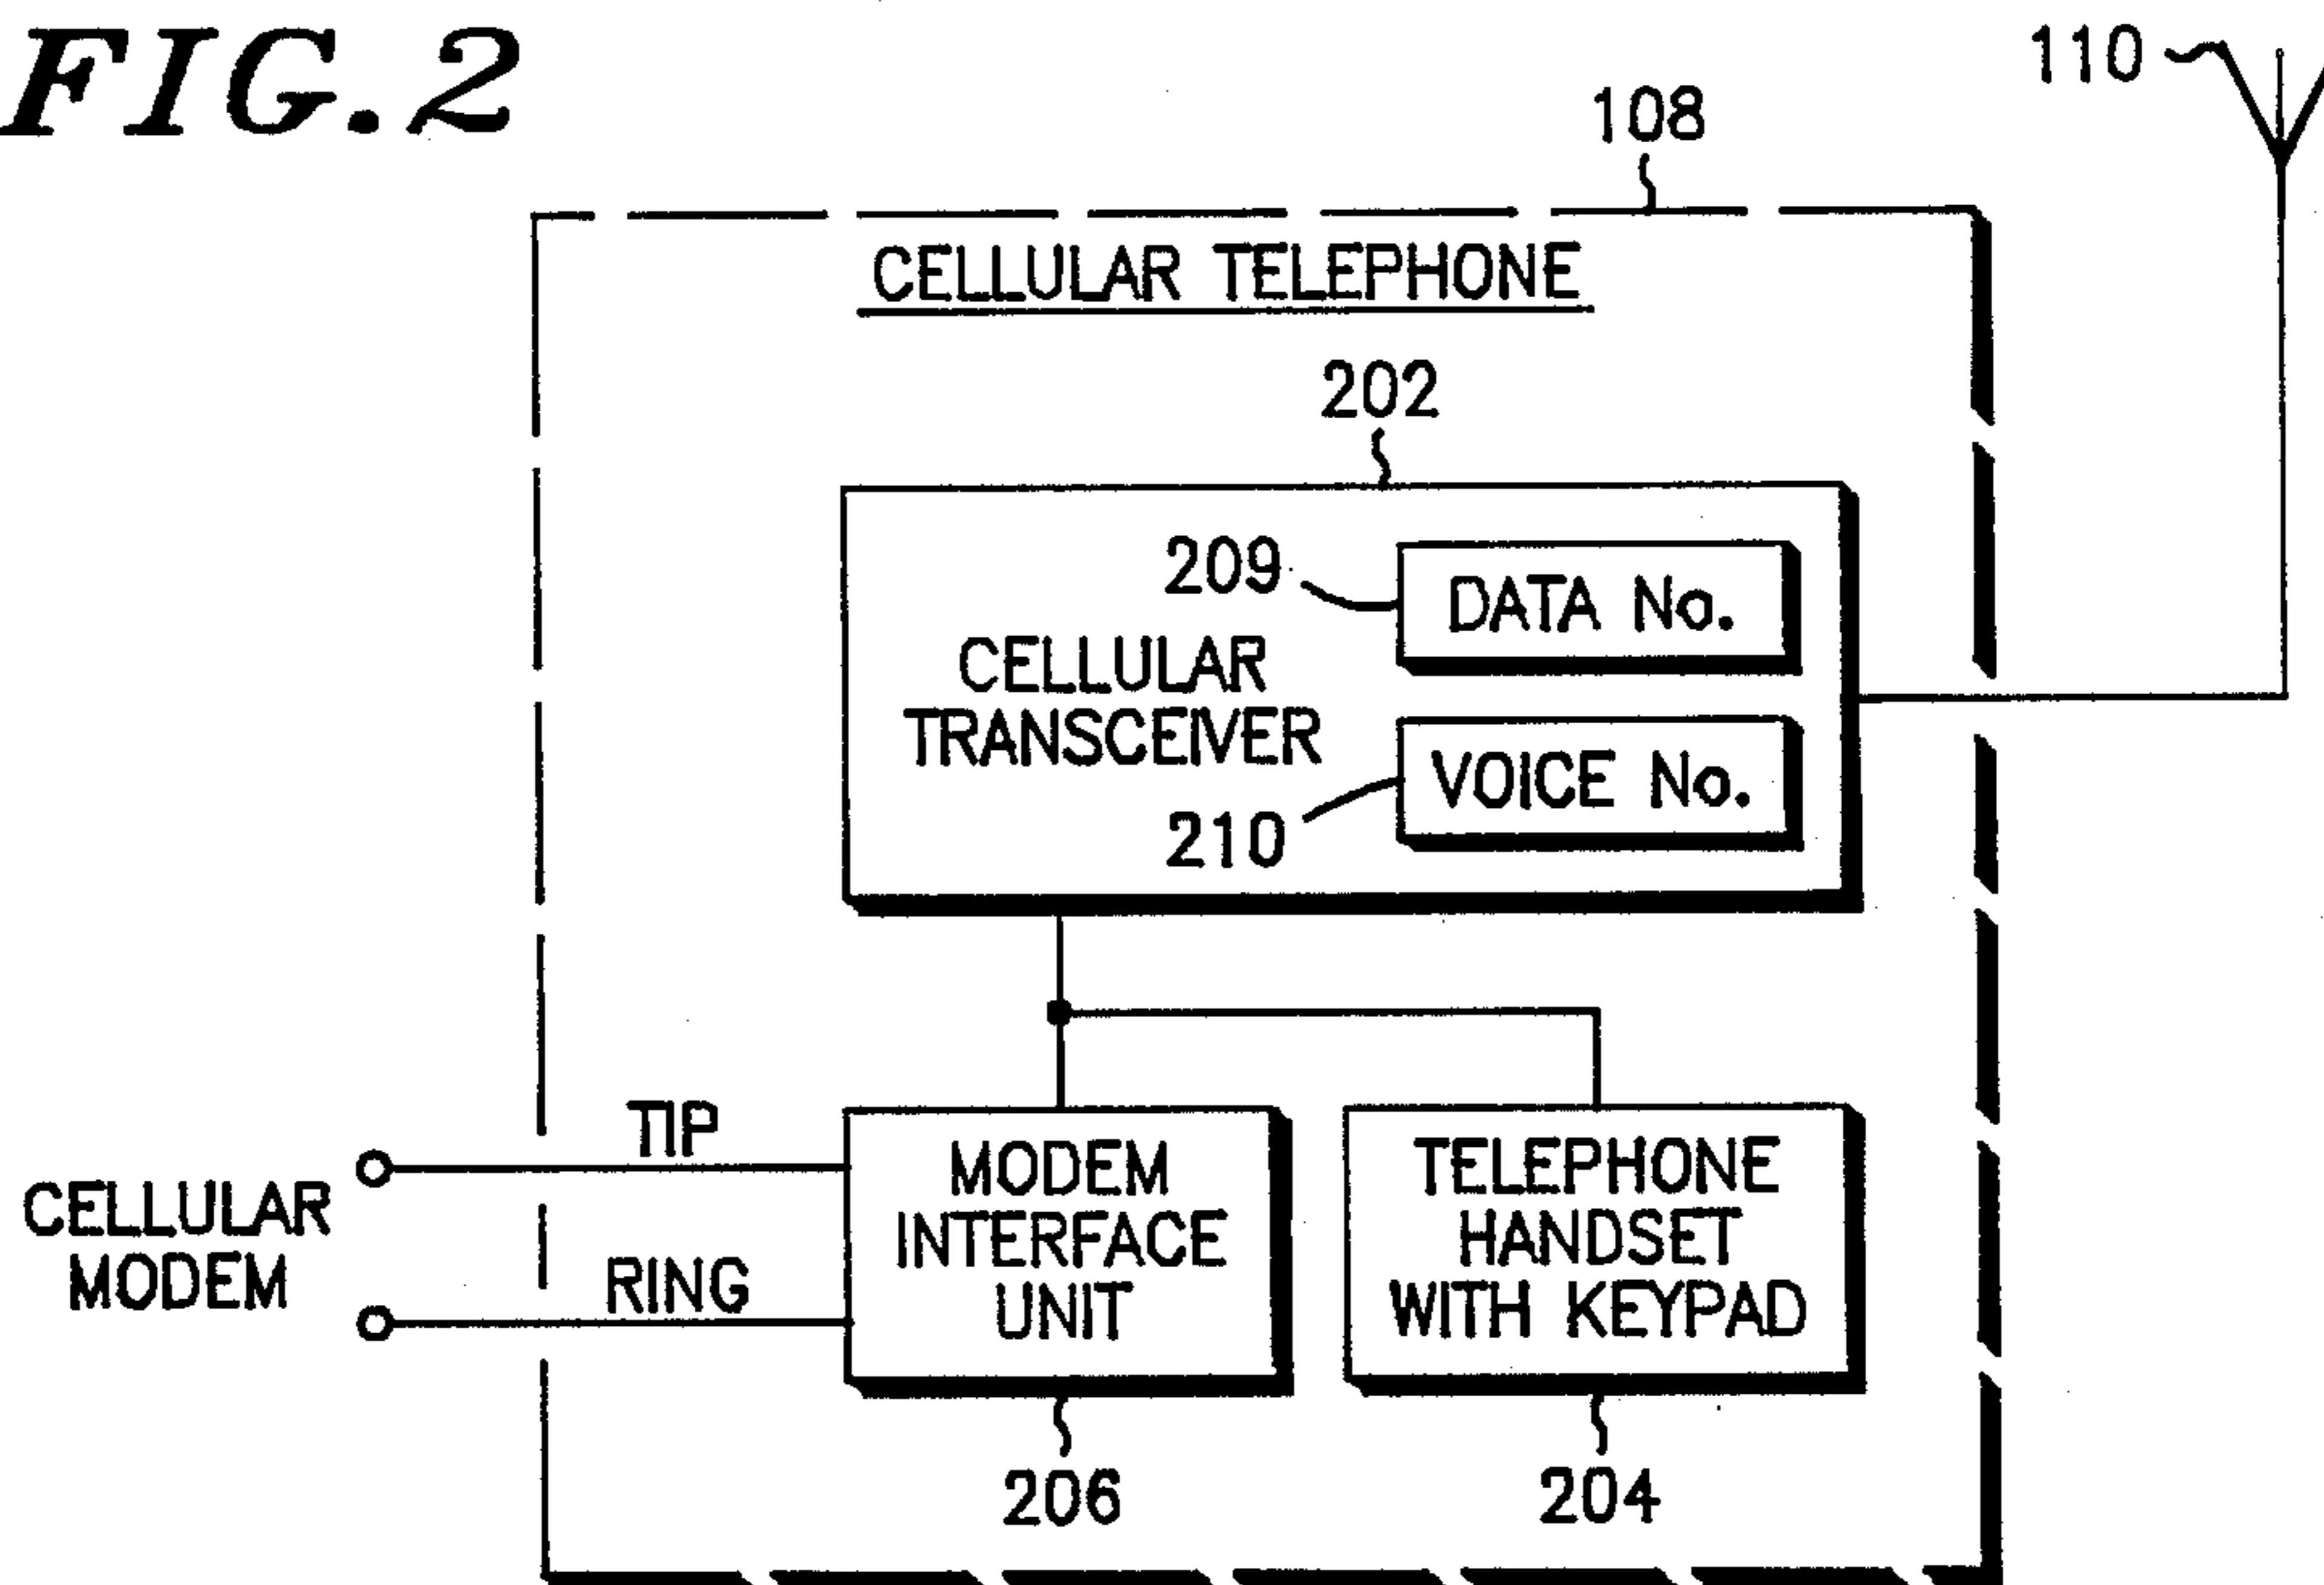 FIG.2
110
108
CELLULAR TELEPHONE
202
209
DATA No.
CELLULAR
TRANSCEIVER
VOICE No.
210
TIP
CELLULAR
MODEM
RING
MODEM
INTERFACE
UNIT
TELEPHONE
HANDSET
WITH KEYPAD
206
204